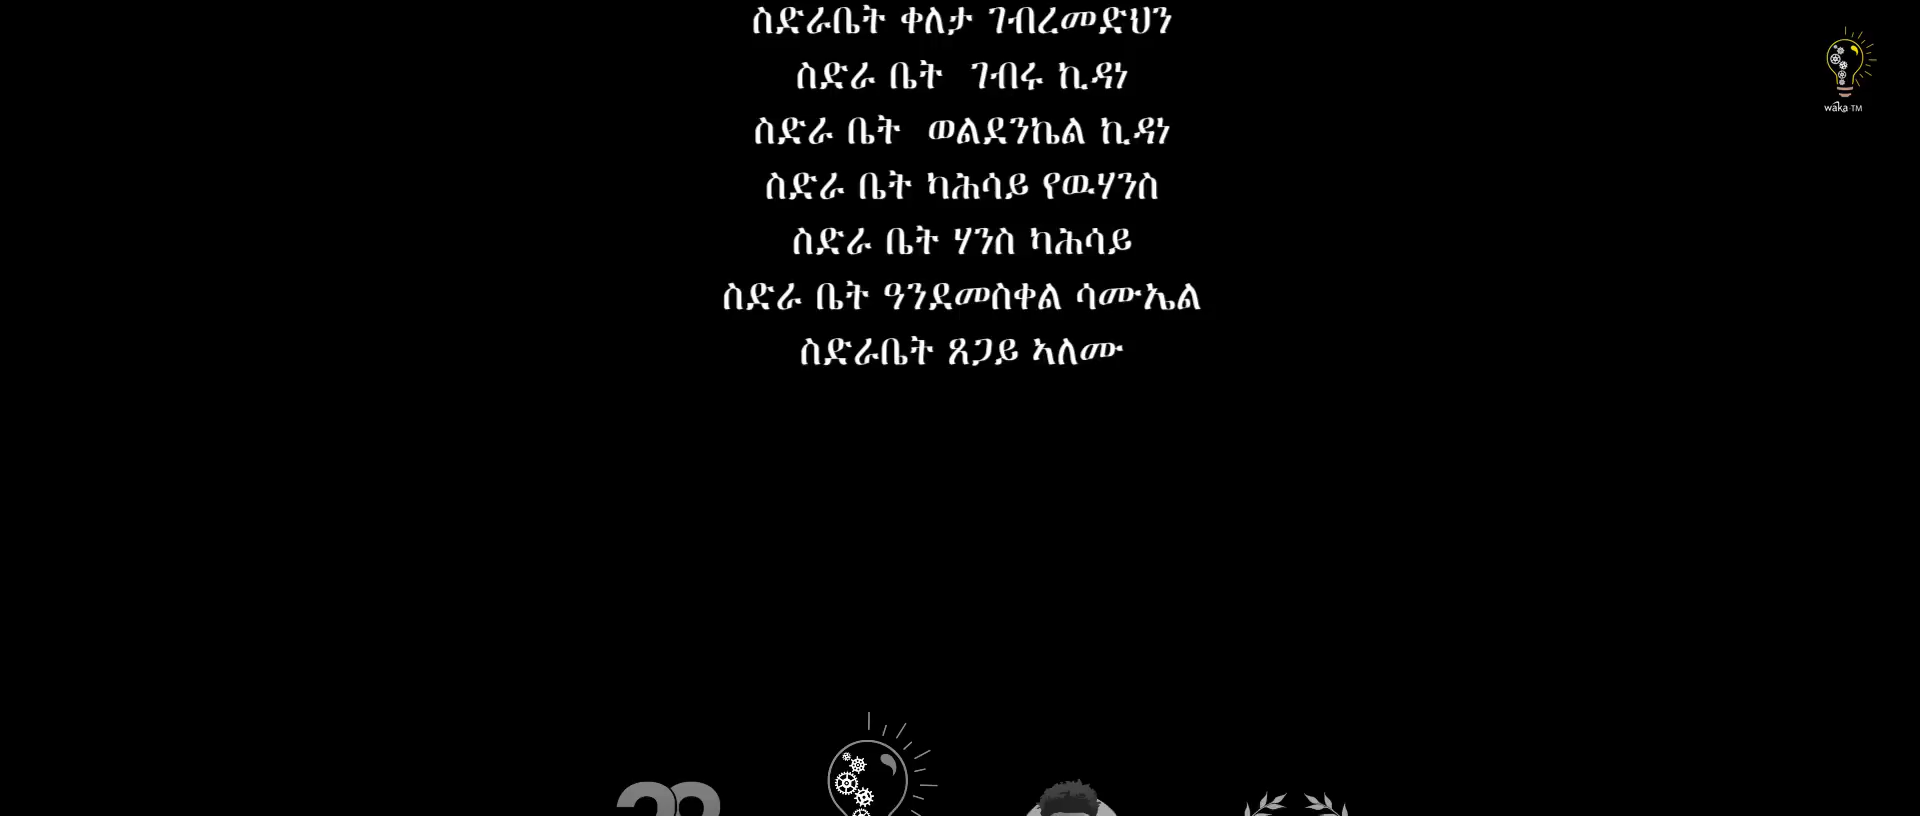 ስድራቤት ቀለታ ገብረመድህን
ስድራ ቤት ገብሩ ኪዳነ
ስድራ ቤት ወልደንኬል ኪዳነ
ስድራ ቤት ካሕሳይ የዉሃንስ
ስድራ ቤት ሃንስ ካሕሳይ
ስድራ ቤት ዓንደመስቀል ሳሙኤል
ስድራቤት ጸጋይ ኣለሙ
waka TM